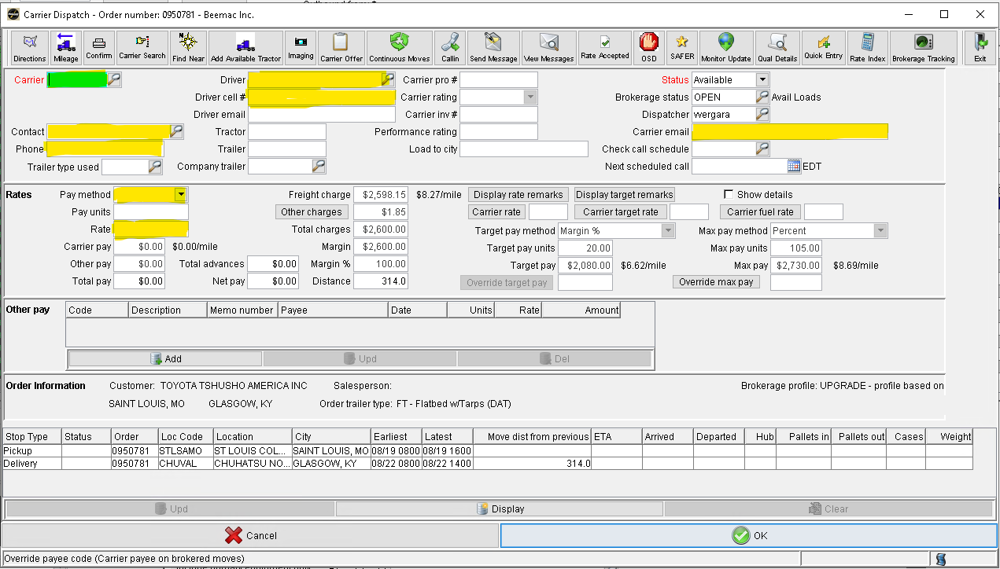 Carrier Dispatch - Order number: 0950781 - Beemac Inc.
Directions Mileage Confirm Carrier Search Find Near Add Available Tractor Imaging Carrier Offer Continuous Moves Callin Send Message View Messages Rate Accepted OSD SAFER Monitor Update Qual Details Quick Entry Rate Index Brokerage Tracking Exit
Carrier Driver Carrier pro # Status Available
Driver cell # Carrier rating Brokerage status OPEN Avail Loads
Driver email Carrier inv # Dispatcher wergara
Contact Tractor Performance rating Carrier email
Phone Trailer Load to city Check call schedule
Trailer type used Company trailer Next scheduled call EDT
Rates Pay method Freight charge $2,598.15 $8.27/mile Display rate remarks Display target remarks Show details
Pay units Other charges $1.85 Carrier rate Carrier target rate Carrier fuel rate
Rate Total charges $2,600.00 Target pay method Margin % Max pay method Percent
Carrier pay $0.00 $0.00/mile Margin $2,600.00 Target pay units 20.00 Max pay units 105.00
Other pay $0.00 Total advances $0.00 Margin % 100.00 Target pay $2,080.00 $6.62/mile Max pay $2,730.00 $8.69/mile
Total pay $0.00 Net pay $0.00 Distance 314.0 Override target pay Override max pay
Other pay Code Description Memo number Payee Date Units Rate Amount
Add Upd Del
Order Information Customer: TOYOTA TSHUSHO AMERICA INC Salesperson: Brokerage profile: UPGRADE - profile based on
SAINT LOUIS, MO GLASGOW, KY Order trailer type: FT - Flatbed w/Tarps (DAT)
Stop Type Status Order Loc Code Location City Earliest Latest Move dist from previous ETA Arrived Departed Hub Pallets in Pallets out Cases Weight
Pickup 0950781 STLSAMO ST LOUIS COL... SAINT LOUIS, MO 08/19 0800 08/19 1600
Delivery 0950781 CHUVAL CHUHATSU NO... GLASGOW, KY 08/22 0800 08/22 1400 314.0
Upd Display Clear
Cancel OK
Override payee code (Carrier payee on brokered moves)